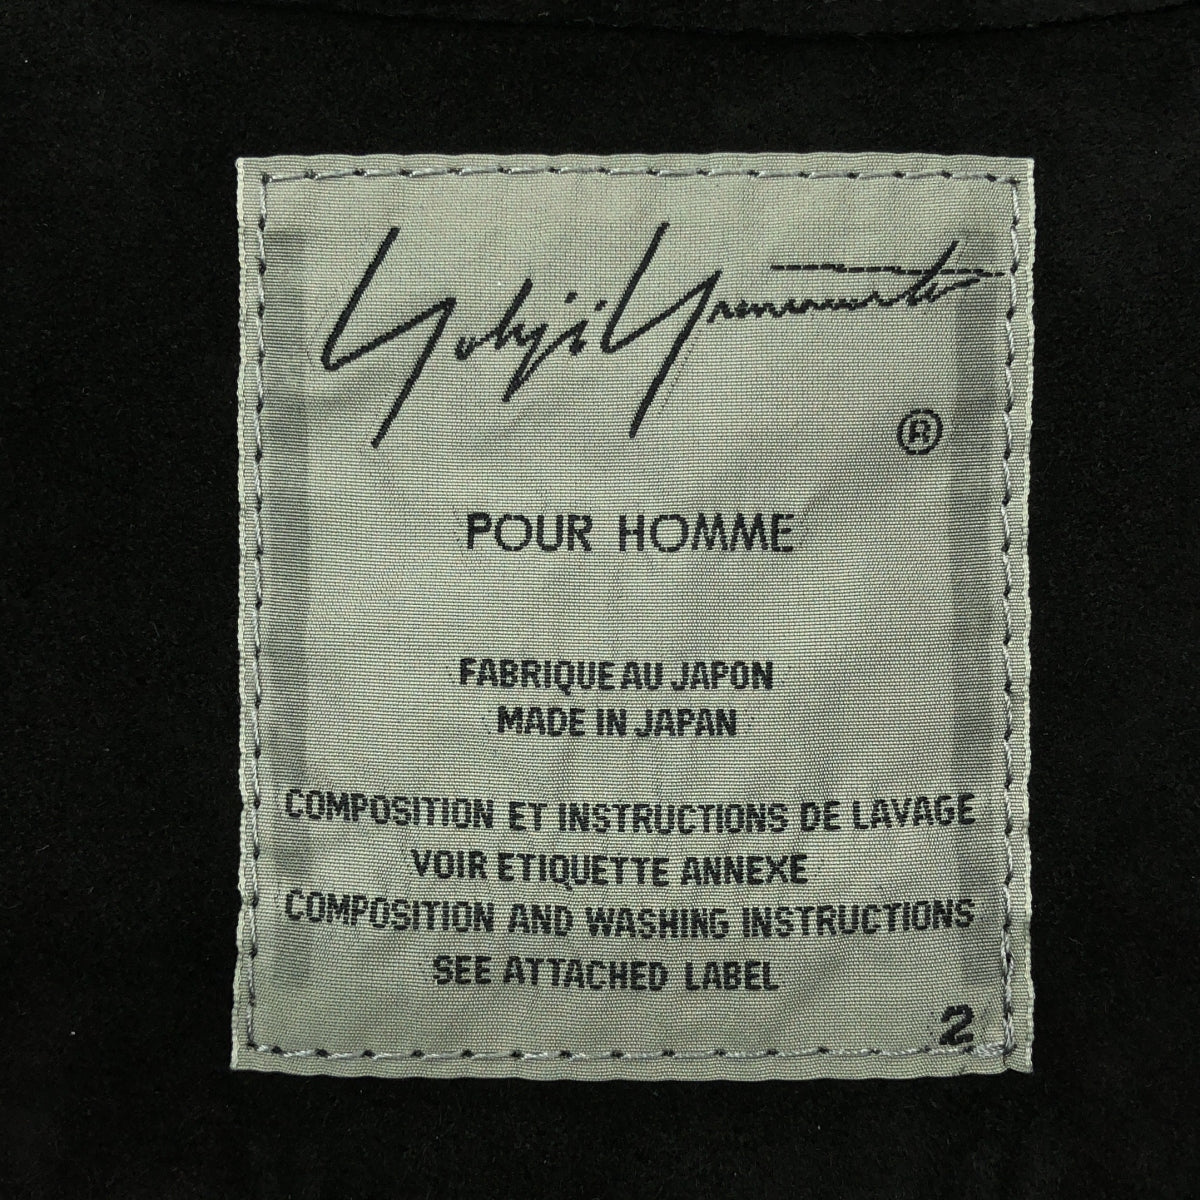 Yohji Yamamoto
®
POUR HOMME
FABRIQUE AU JAPON
MADE IN JAPAN
COMPOSITION ET INSTRUCTIONS DE LAVAGE
VOIR ETIQUETTE ANNEXE
COMPOSITION AND WASHING INSTRUCTIONS
SEE ATTACHED LABEL
2